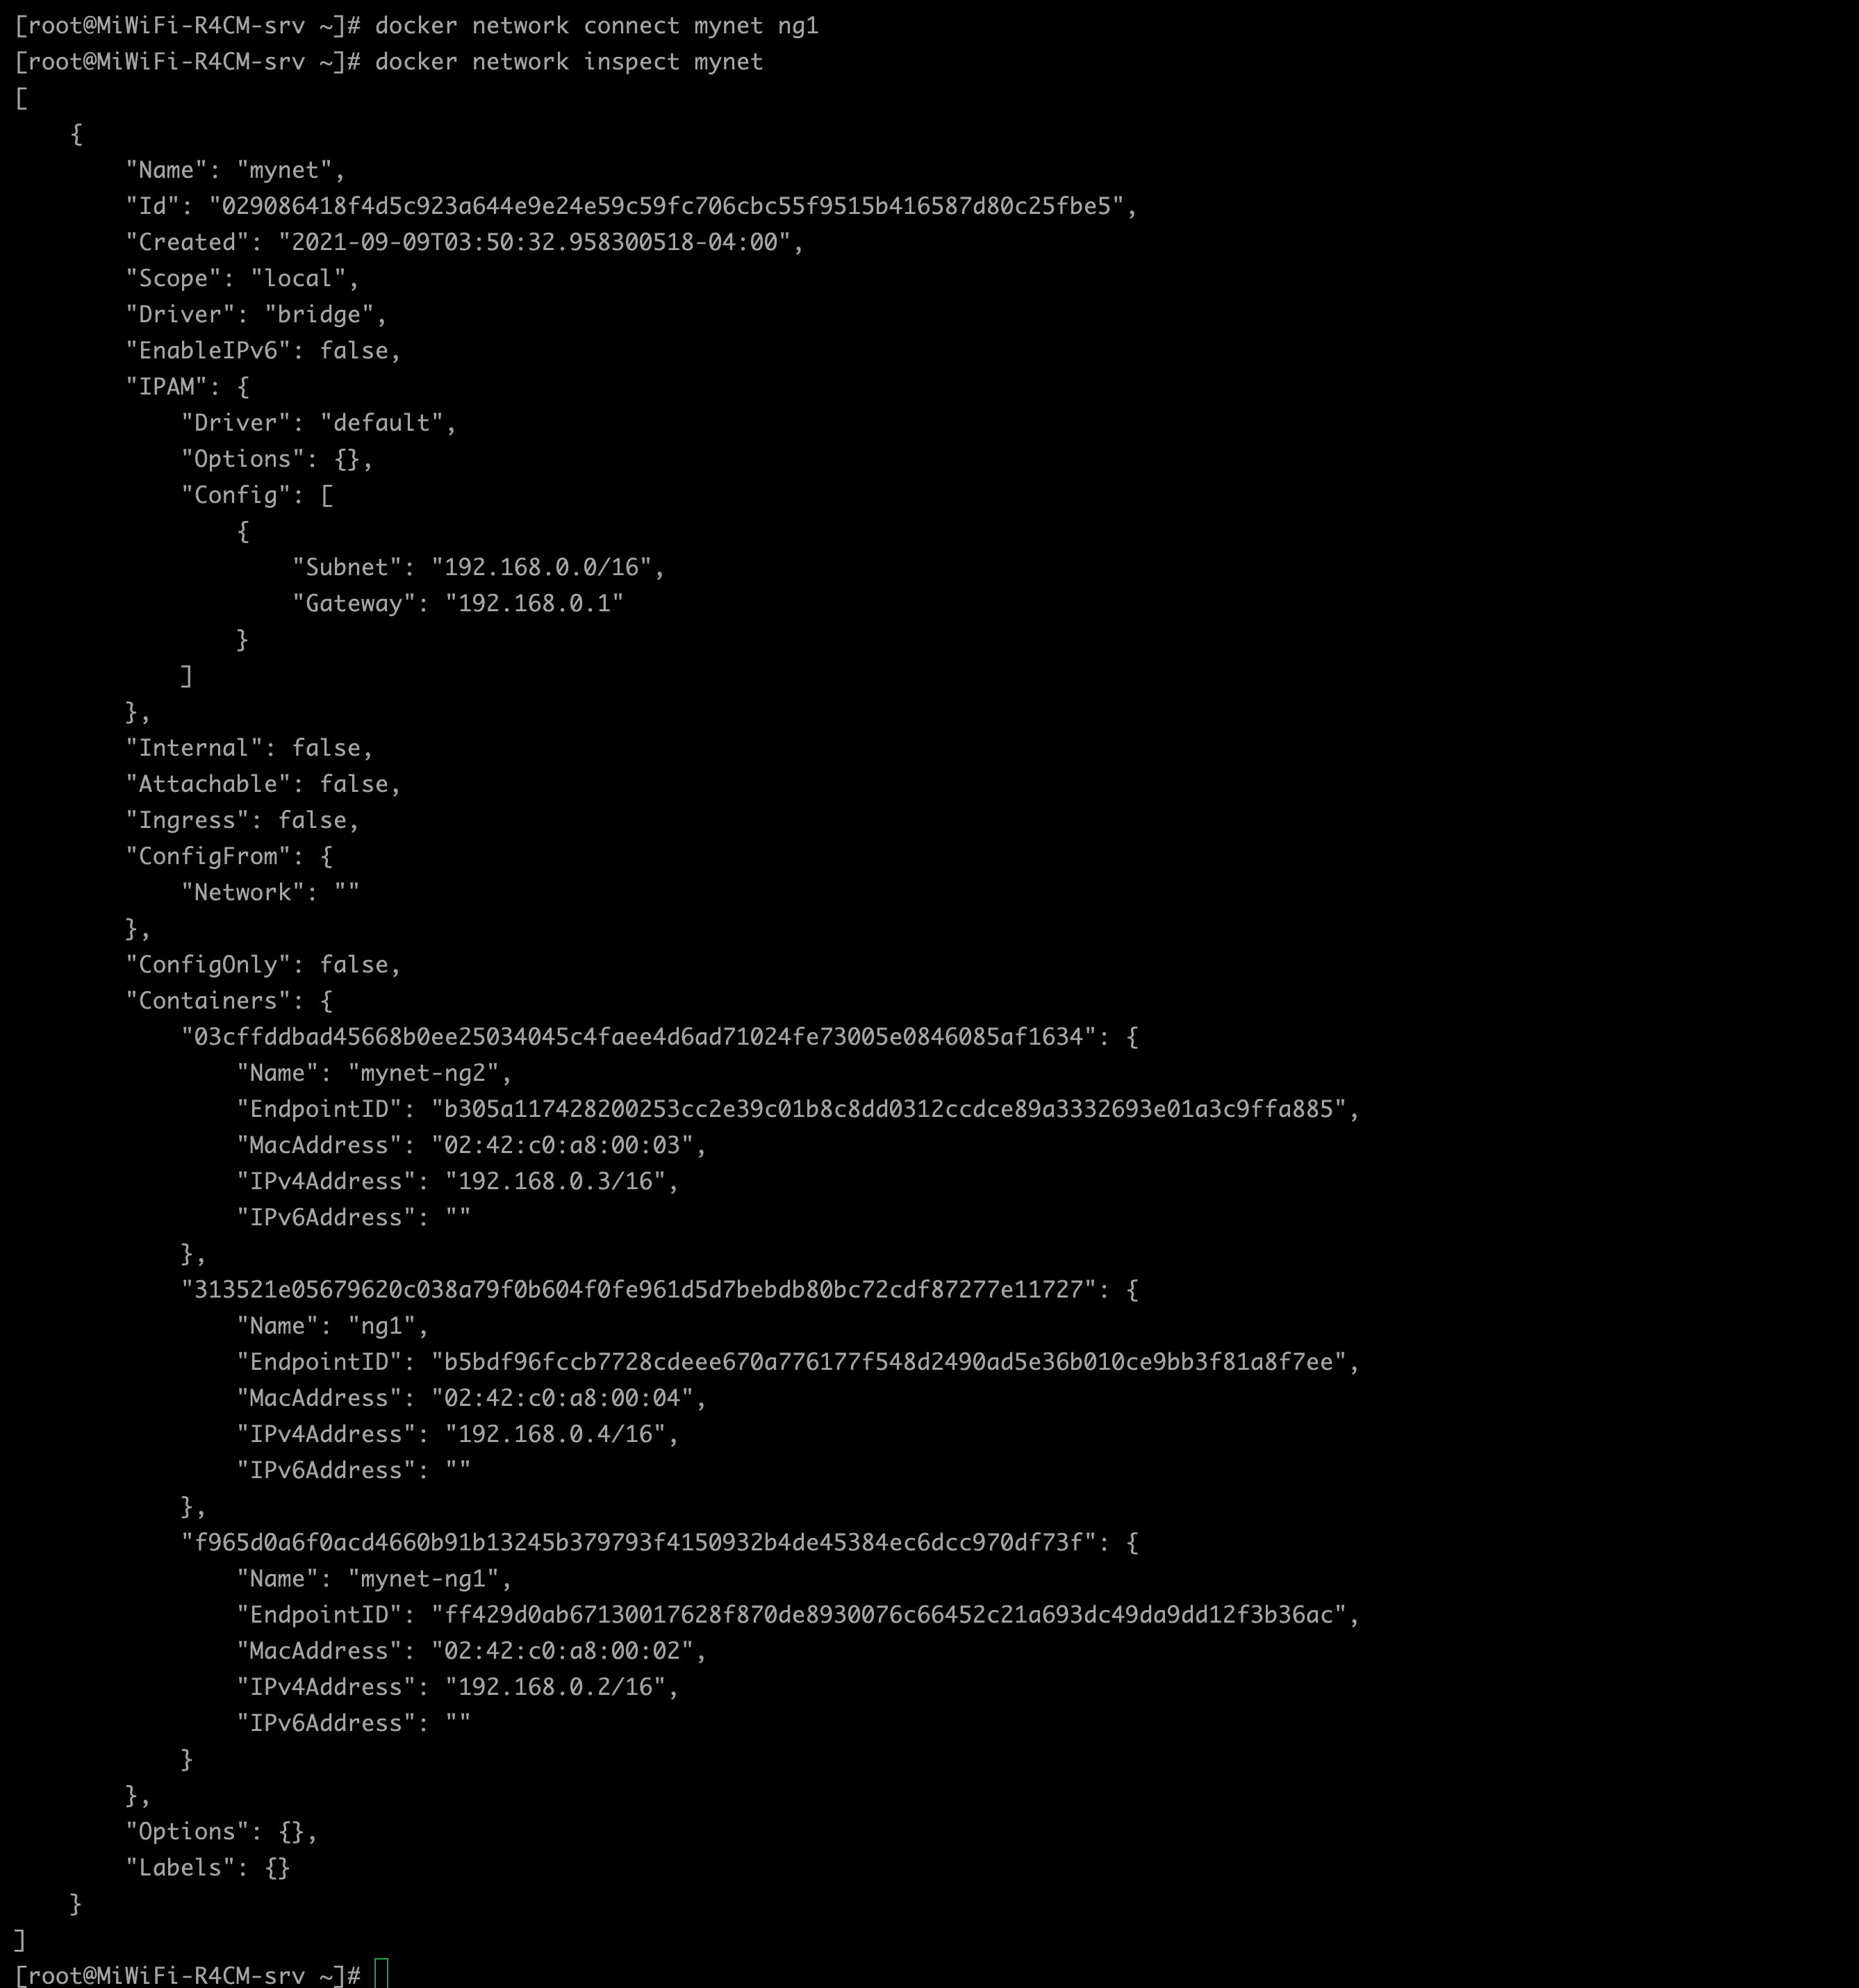 [root@MiWiFi-R4CM-srv ~]# docker network connect mynet ng1
[root@MiWiFi-R4CM-srv ~]# docker network inspect mynet
[
    {
        "Name": "mynet",
        "Id": "029086418f4d5c923a644e9e24e59c59fc706cbc55f9515b416587d80c25fbe5",
        "Created": "2021-09-09T03:50:32.958300518-04:00",
        "Scope": "local",
        "Driver": "bridge",
        "EnableIPv6": false,
        "IPAM": {
            "Driver": "default",
            "Options": {},
            "Config": [
                {
                    "Subnet": "192.168.0.0/16",
                    "Gateway": "192.168.0.1"
                }
            ]
        },
        "Internal": false,
        "Attachable": false,
        "Ingress": false,
        "ConfigFrom": {
            "Network": ""
        },
        "ConfigOnly": false,
        "Containers": {
            "03cffddbad45668b0ee25034045c4faee4d6ad71024fe73005e0846085af1634": {
                "Name": "mynet-ng2",
                "EndpointID": "b305a117428200253cc2e39c01b8c8dd0312ccdce89a3332693e01a3c9ffa885",
                "MacAddress": "02:42:c0:a8:00:03",
                "IPv4Address": "192.168.0.3/16",
                "IPv6Address": ""
            },
            "313521e05679620c038a79f0b604f0fe961d5d7bebdb80bc72cdf87277e11727": {
                "Name": "ng1",
                "EndpointID": "b5bdf96fccb7728cdeee670a776177f548d2490ad5e36b010ce9bb3f81a8f7ee",
                "MacAddress": "02:42:c0:a8:00:04",
                "IPv4Address": "192.168.0.4/16",
                "IPv6Address": ""
            },
            "f965d0a6f0acd4660b91b13245b379793f4150932b4de45384ec6dcc970df73f": {
                "Name": "mynet-ng1",
                "EndpointID": "ff429d0ab67130017628f870de8930076c66452c21a693dc49da9dd12f3b36ac",
                "MacAddress": "02:42:c0:a8:00:02",
                "IPv4Address": "192.168.0.2/16",
                "IPv6Address": ""
            }
        },
        "Options": {},
        "Labels": {}
    }
]
[root@MiWiFi-R4CM-srv ~]#